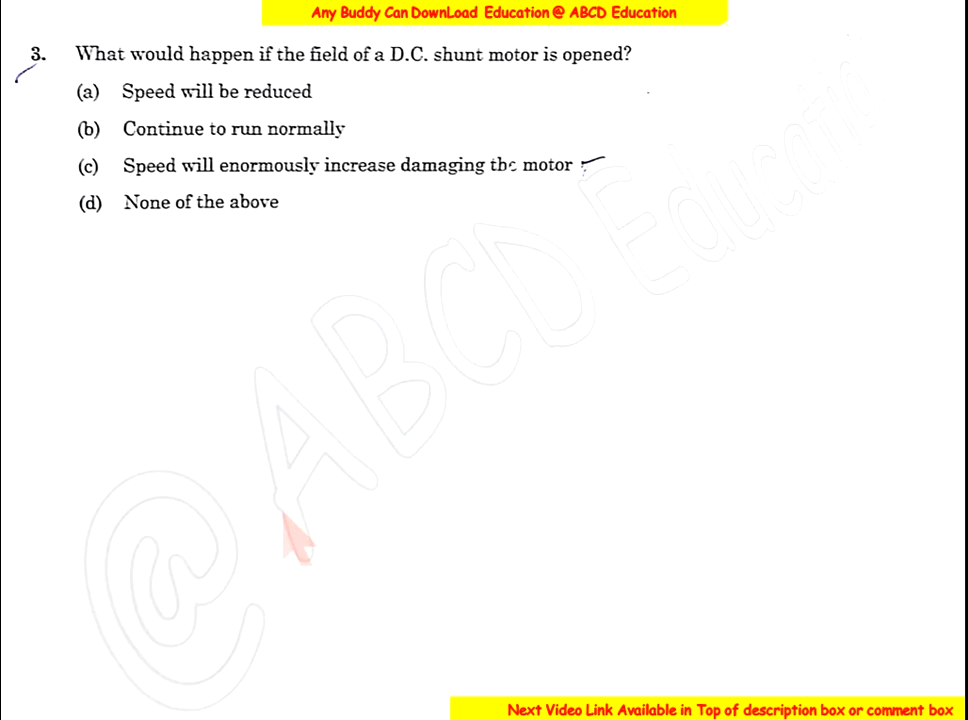 Any Buddy Can DownLoad Education @ ABCD Education
3. What would happen if the field of a D.C. shunt motor is opened?
(a) Speed will be reduced
(b) Continue to run normally
(c) Speed will enormously increase damaging the motor
(d) None of the above
@ABCD Education
Next Video Link Available in Top of description box or comment box